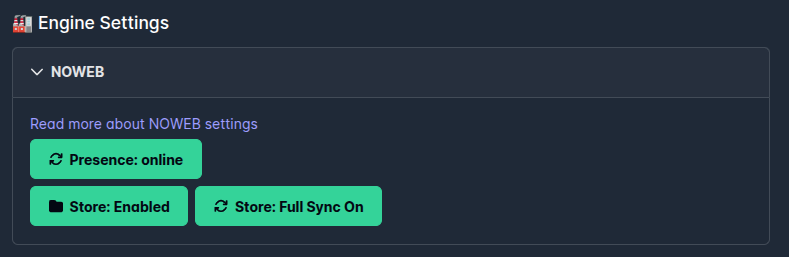 Engine Settings
NOWEB
Read more about NOWEB settings
Presence: online
Store: Enabled
Store: Full Sync On